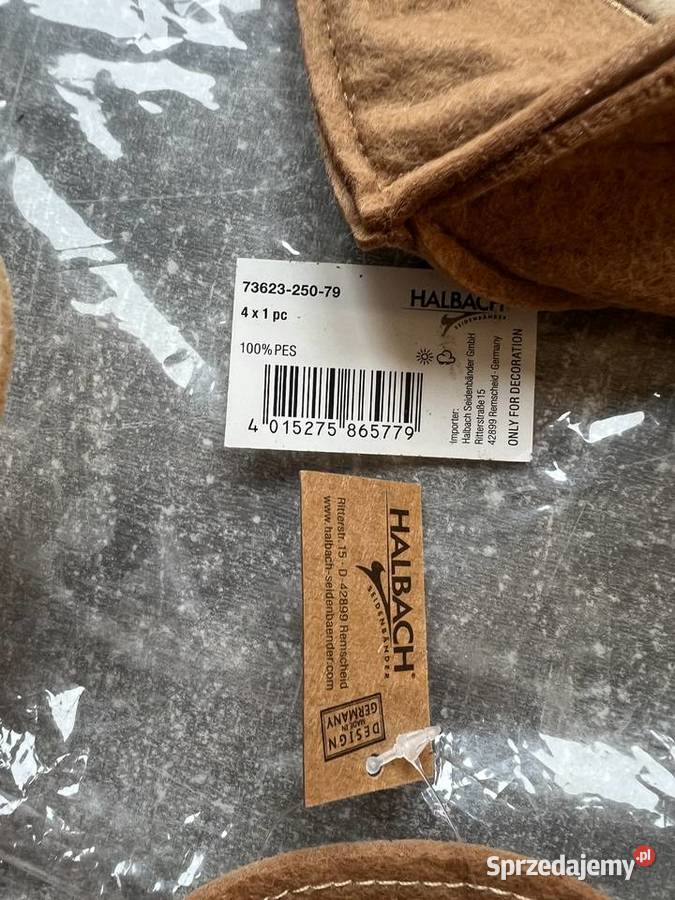 73623-250-79
4 x 1 pc
100% PES
4 015275 865779
HALBACH
SEIDENBÄNDER
Importer:
Halbach Seidenbänder GmbH
Ritterstraße 15
42899 Remscheid · Germany
ONLY FOR DECORATION
HALBACH®
SEIDENBÄNDER
Ritterstr. 15 · D-42899 Remscheid
www.halbach-seidenbaender.com
DESIGN
MADE IN
GERMANY
Sprzedajemy.pl